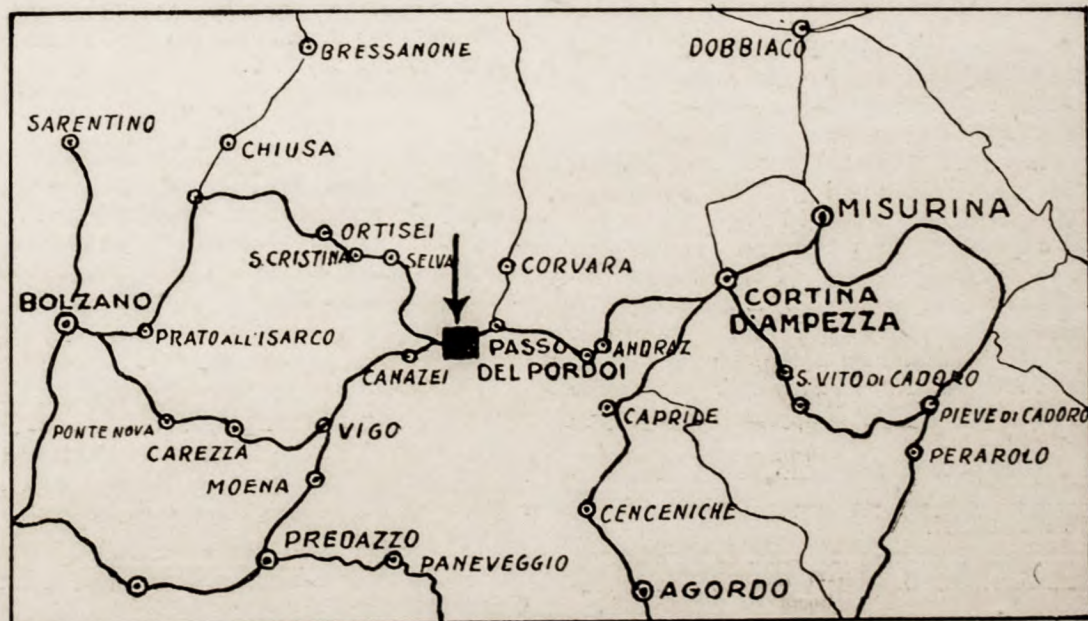 BRESSANONE
DOBBIACO
SARENTINO
CHIUSA
MISURINA
ORTISEI
S. CRISTINA
SELVA
CORVARA
BOLZANO
CORTINA
D'AMPEZZA
PRATO ALL'ISARCO
PASSO
DEL PORDOI
ANDRAZ
CANAZEI
S. VITO DI CADORO
CAPRILE
PIEVE DI CADORO
PONTE NOVA
CAREZZA
VIGO
PERAROLO
MOENA
CENCENICHE
PREDAZZO
PANEVEGGIO
AGORDO